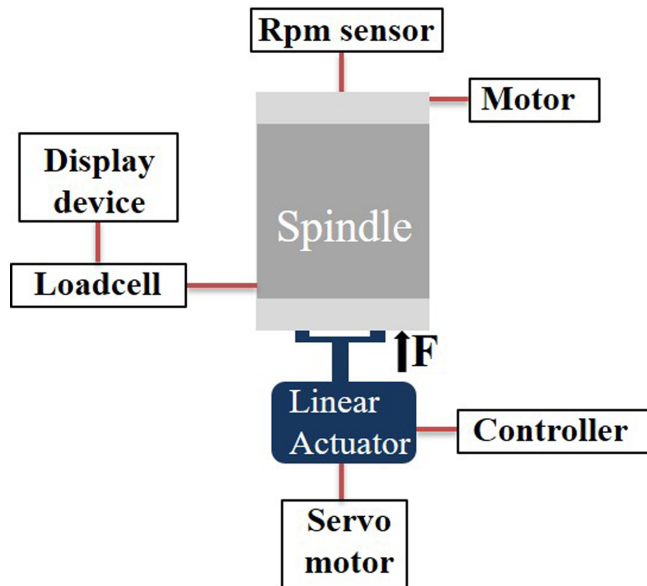 Rpm sensor
Motor
Display
device
Spindle
Loadcell
F
Linear
Actuator
Controller
Servo
motor